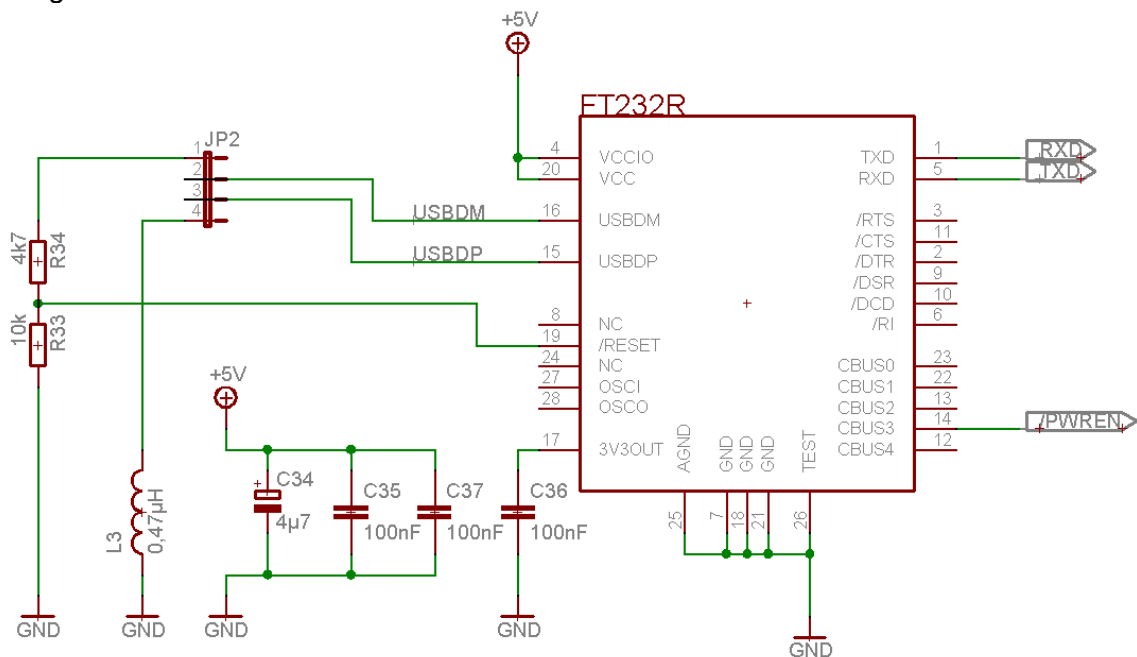 +5V
FT232R
JP2
1
2
3
4
4 VCCIO TXD 1 RXD
20 VCC RXD 5 TXD
USBDM 16 USBDM /RTS 3
/CTS 11
USBDP 15 USBDP /DTR 2
/DSR 9
/DCD 10
8 NC /RI 6
19 /RESET
24 NC CBUS0 23
27 OSCI CBUS1 22
28 OSCO CBUS2 13
CBUS3 14 /PWREN
17 3V3OUT CBUS4 12
AGND GND GND GND TEST
25 7 18 21 26
4k7 R34
10k R33
+5V
C34 4µ7
C35 100nF
C37 100nF
C36 100nF
L3 0,47µH
GND GND GND GND GND